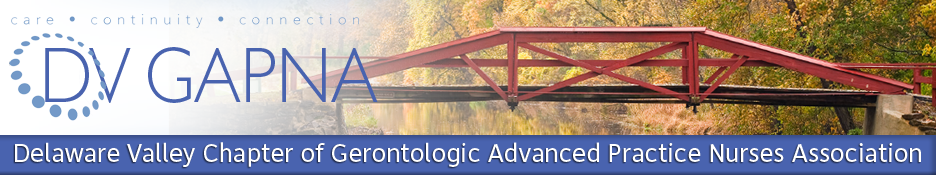 care • continuity • connection
DV GAPNA
Delaware Valley Chapter of Gerontologic Advanced Practice Nurses Association